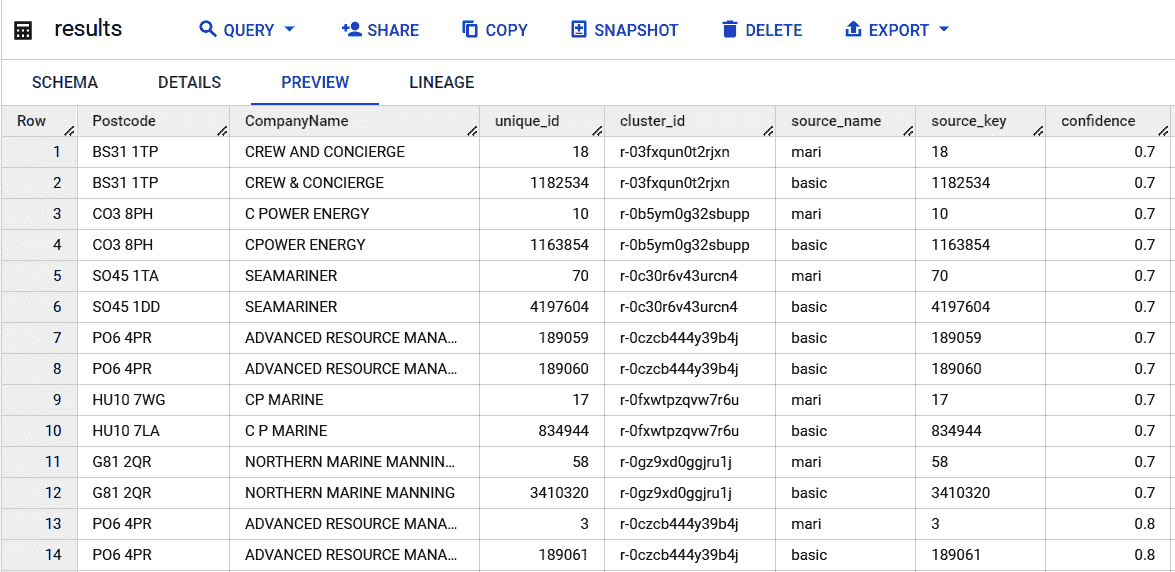 results QUERY SHARE COPY SNAPSHOT DELETE EXPORT
SCHEMA DETAILS PREVIEW LINEAGE
Row Postcode CompanyName unique_id cluster_id source_name source_key confidence
1 BS31 1TP CREW AND CONCIERGE 18 r-03fxqun0t2rjxn mari 18 0.7
2 BS31 1TP CREW & CONCIERGE 1182534 r-03fxqun0t2rjxn basic 1182534 0.7
3 CO3 8PH C POWER ENERGY 10 r-0b5ym0g32sbupp mari 10 0.7
4 CO3 8PH CPOWER ENERGY 1163854 r-0b5ym0g32sbupp basic 1163854 0.7
5 SO45 1TA SEAMARINER 70 r-0c30r6v43urcn4 mari 70 0.7
6 SO45 1DD SEAMARINER 4197604 r-0c30r6v43urcn4 basic 4197604 0.7
7 PO6 4PR ADVANCED RESOURCE MANA... 189059 r-0czcb444y39b4j basic 189059 0.7
8 PO6 4PR ADVANCED RESOURCE MANA... 189060 r-0czcb444y39b4j basic 189060 0.7
9 HU10 7WG CP MARINE 17 r-0fxwtpzqvw7r6u mari 17 0.7
10 HU10 7LA C P MARINE 834944 r-0fxwtpzqvw7r6u basic 834944 0.7
11 G81 2QR NORTHERN MARINE MANNIN... 58 r-0gz9xd0ggjru1j mari 58 0.7
12 G81 2QR NORTHERN MARINE MANNING 3410320 r-0gz9xd0ggjru1j basic 3410320 0.7
13 PO6 4PR ADVANCED RESOURCE MANA... 3 r-0czcb444y39b4j mari 3 0.8
14 PO6 4PR ADVANCED RESOURCE MANA... 189061 r-0czcb444y39b4j basic 189061 0.8